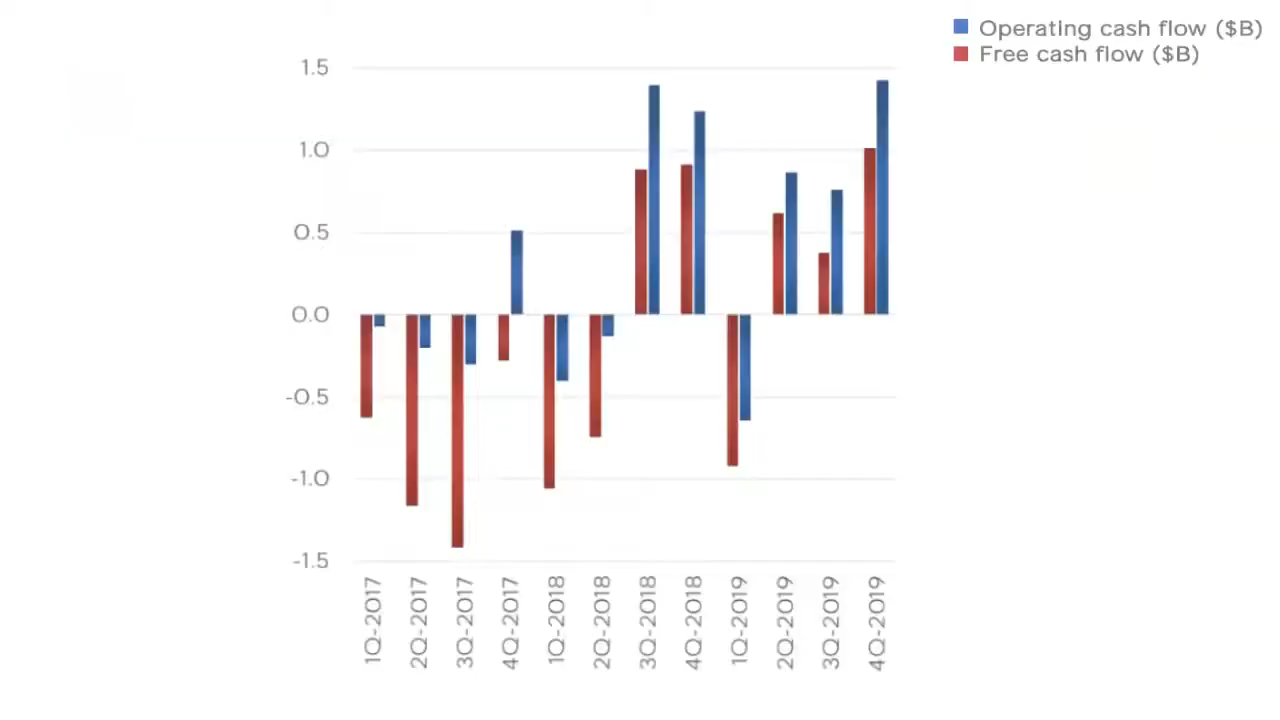 Operating cash flow ($B)
Free cash flow ($B)
1.5
1.0
0.5
0.0
-0.5
-1.0
-1.5
1Q-2017
2Q-2017
3Q-2017
4Q-2017
1Q-2018
2Q-2018
3Q-2018
4Q-2018
1Q-2019
2Q-2019
3Q-2019
4Q-2019